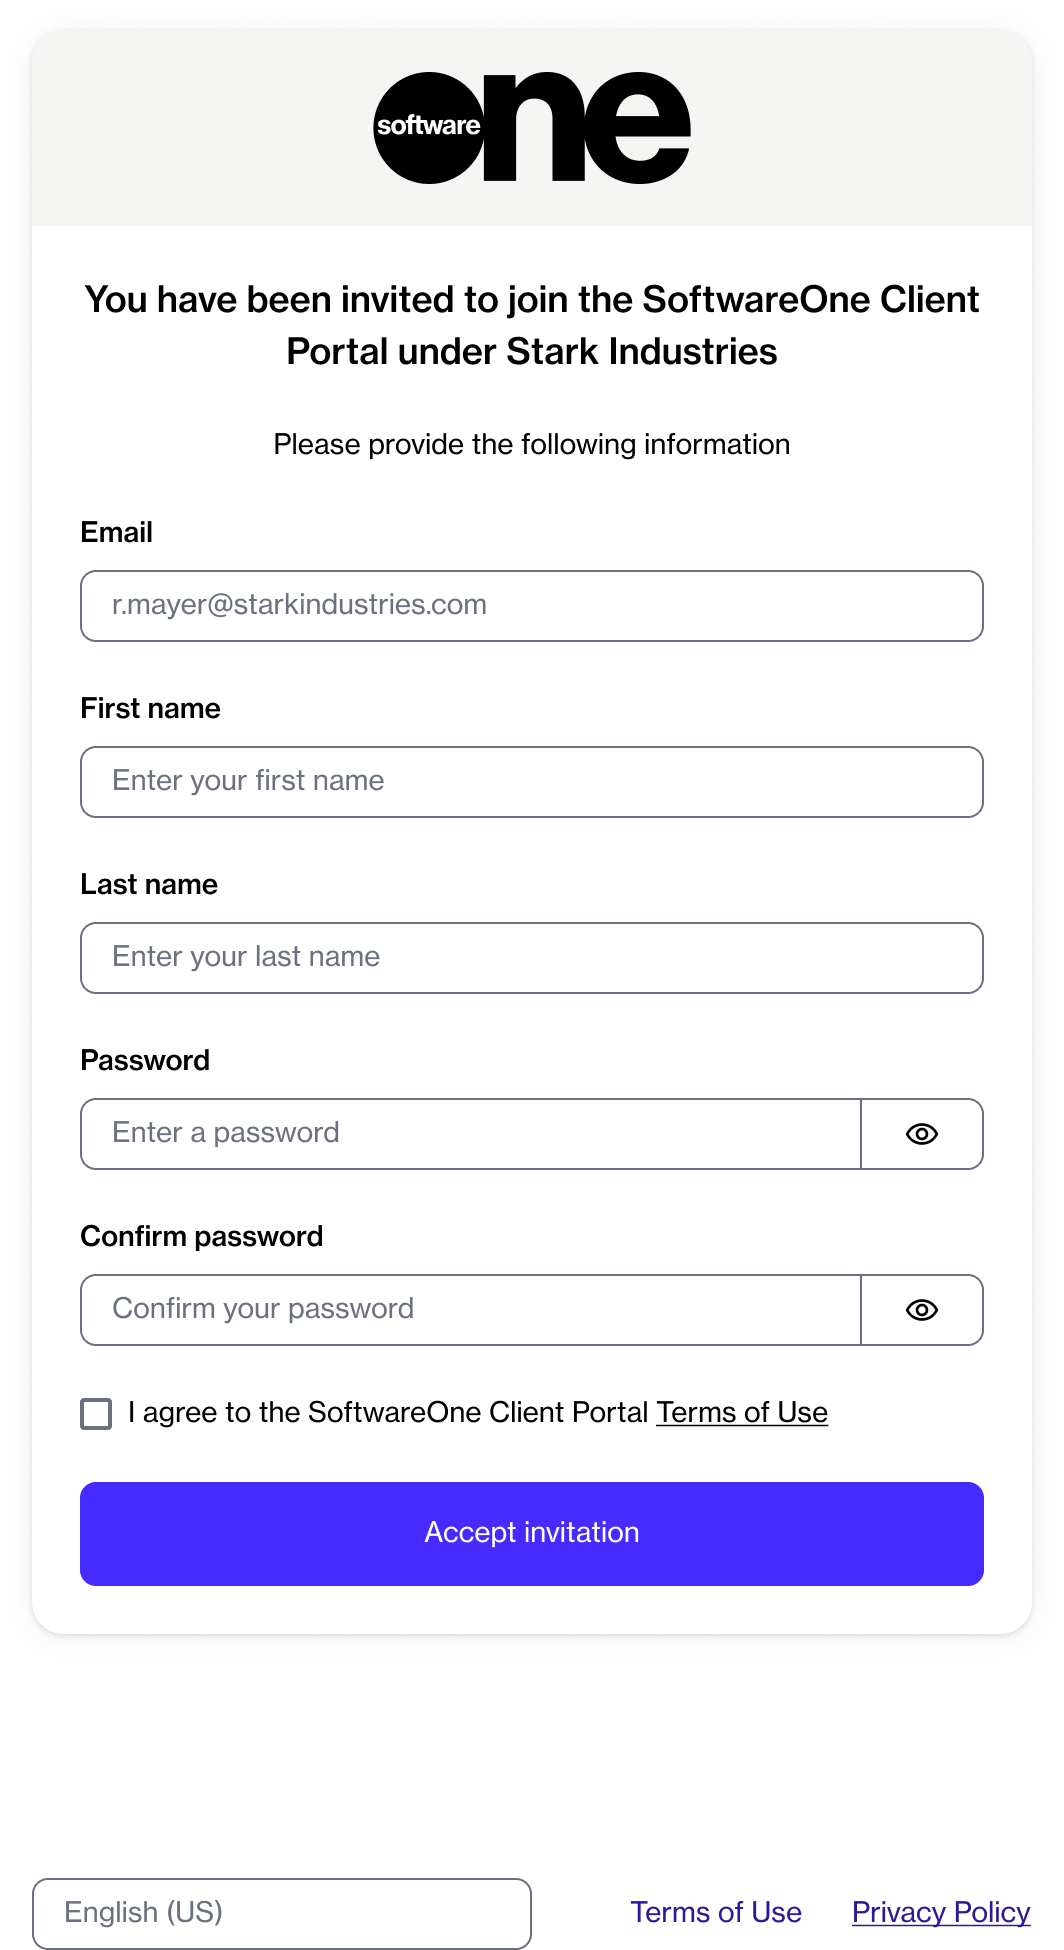 software one
You have been invited to join the SoftwareOne Client
Portal under Stark Industries
Please provide the following information
Email
r.mayer@starkindustries.com
First name
Enter your first name
Last name
Enter your last name
Password
Enter a password
Confirm password
Confirm your password
I agree to the SoftwareOne Client Portal Terms of Use
Accept invitation
English (US)
Terms of Use
Privacy Policy